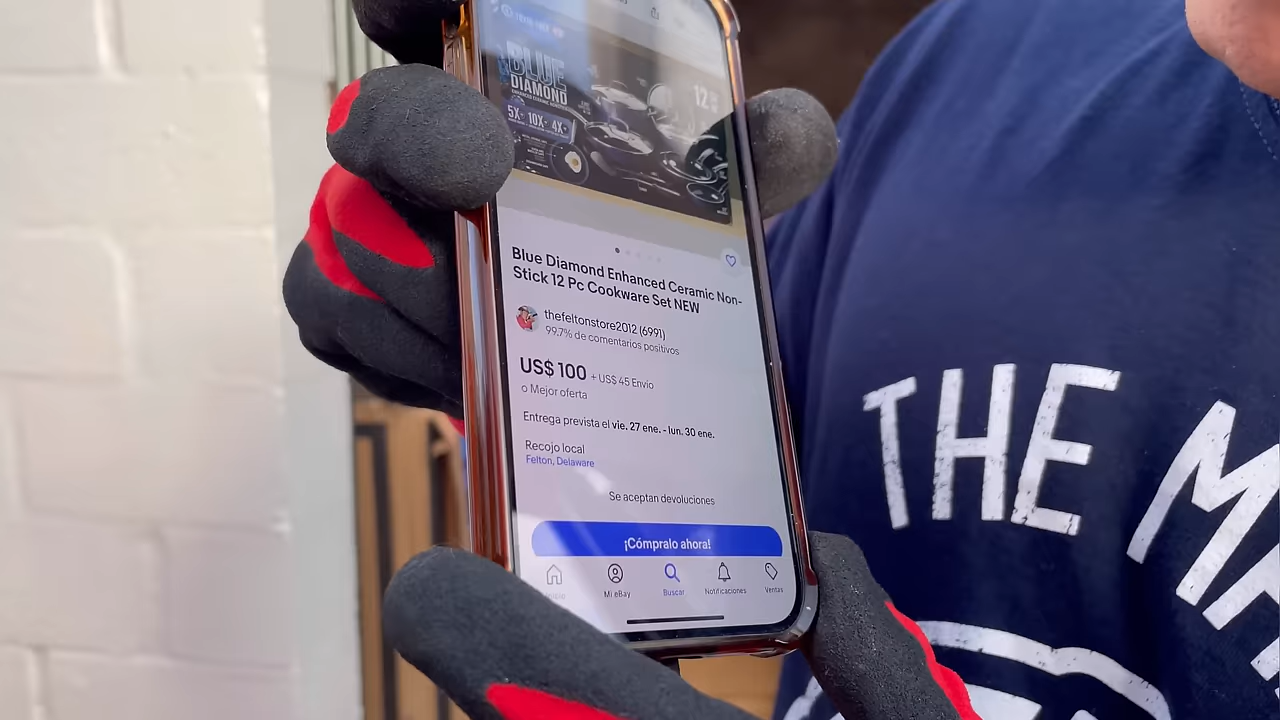 BLUE
DIAMOND
5X 10X 4X
12
Blue Diamond Enhanced Ceramic Non-
Stick 12 Pc Cookware Set NEW
thefeltonstore2012 (6991)
99.7% de comentarios positivos
US$ 100 + US$ 45 Envío
o Mejor oferta
Entrega prevista el vie. 27 ene. - lun. 30 ene.
Recojo local
Felton, Delaware
Se aceptan devoluciones
¡Cómpralo ahora!
Mi eBay
Buscar
Notificaciones
Ventas
THE